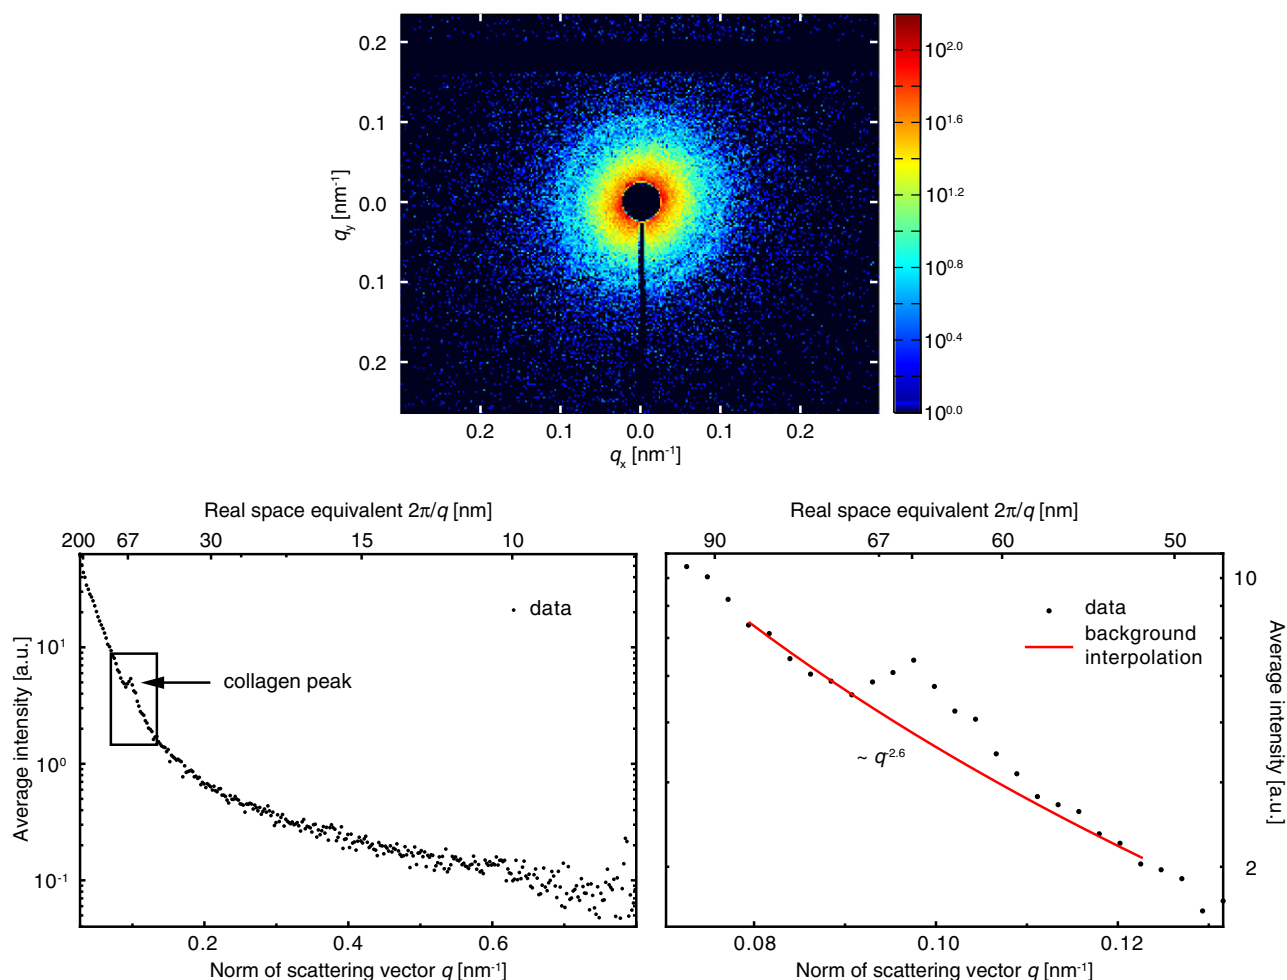 0.2
0.1
0.0
0.1
0.2
q_y [nm⁻¹]
0.2 0.1 0.0 0.1 0.2
q_x [nm⁻¹]
10^2.0
10^1.6
10^1.2
10^0.8
10^0.4
10^0.0
Real space equivalent 2π/q [nm]
200 67 30 15 10
data
collagen peak
10¹
10⁰
10⁻¹
Average intensity [a.u.]
0.2 0.4 0.6
Norm of scattering vector q [nm⁻¹]
Real space equivalent 2π/q [nm]
90 67 60 50
data
background
interpolation
~ q^-2.6
10
2
Average intensity [a.u.]
0.08 0.10 0.12
Norm of scattering vector q [nm⁻¹]